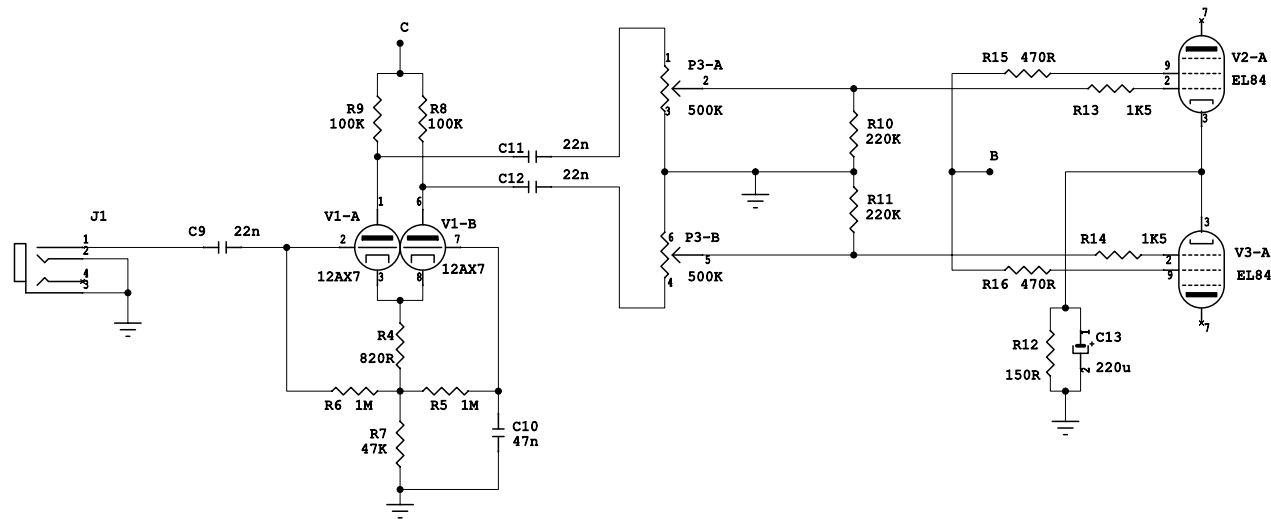 C
R9
100K
R8
100K
C11
22n
C12
22n
1
6
V1-A
V1-B
2
7
12AX7
12AX7
3
8
J1
1
2
4
3
C9
22n
R4
820R
R6
1M
R5
1M
R7
47K
C10
47n
1
P3-A
2
500K
3
6
P3-B
5
500K
4
R10
220K
R11
220K
R15
470R
R13
1K5
B
R14
1K5
R16
470R
7
V2-A
9
2
EL84
3
3
V3-A
2
9
EL84
7
R12
150R
1
+
C13
2
220u